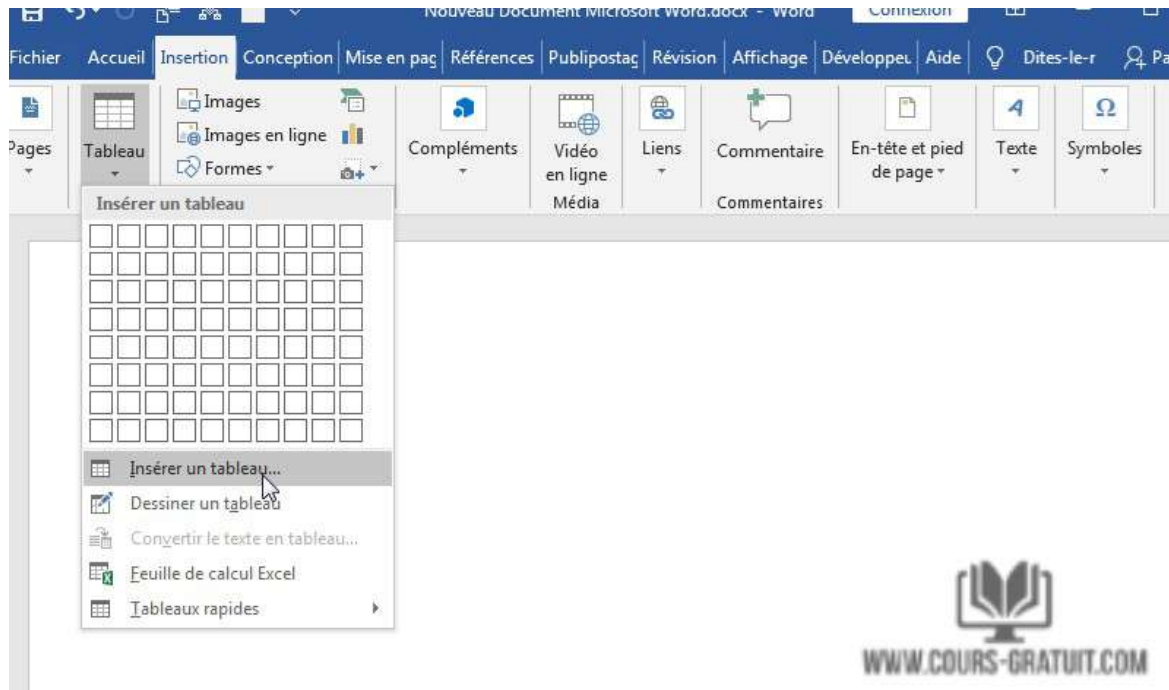 Nouveau Document Microsoft Word.docx - Word Connexion
Fichier Accueil Insertion Conception Mise en pag Références Publipostag Révision Affichage Développeu Aide Dites-le-r Pa
Images
Images en ligne
Formes
Pages Tableau Compléments Vidéo en ligne Liens Commentaire En-tête et pied de page Texte Symboles
Média Commentaires
Insérer un tableau
Insérer un tableau...
Dessiner un tableau
Convertir le texte en tableau...
Feuille de calcul Excel
Tableaux rapides
WWW.COURS-GRATUIT.COM